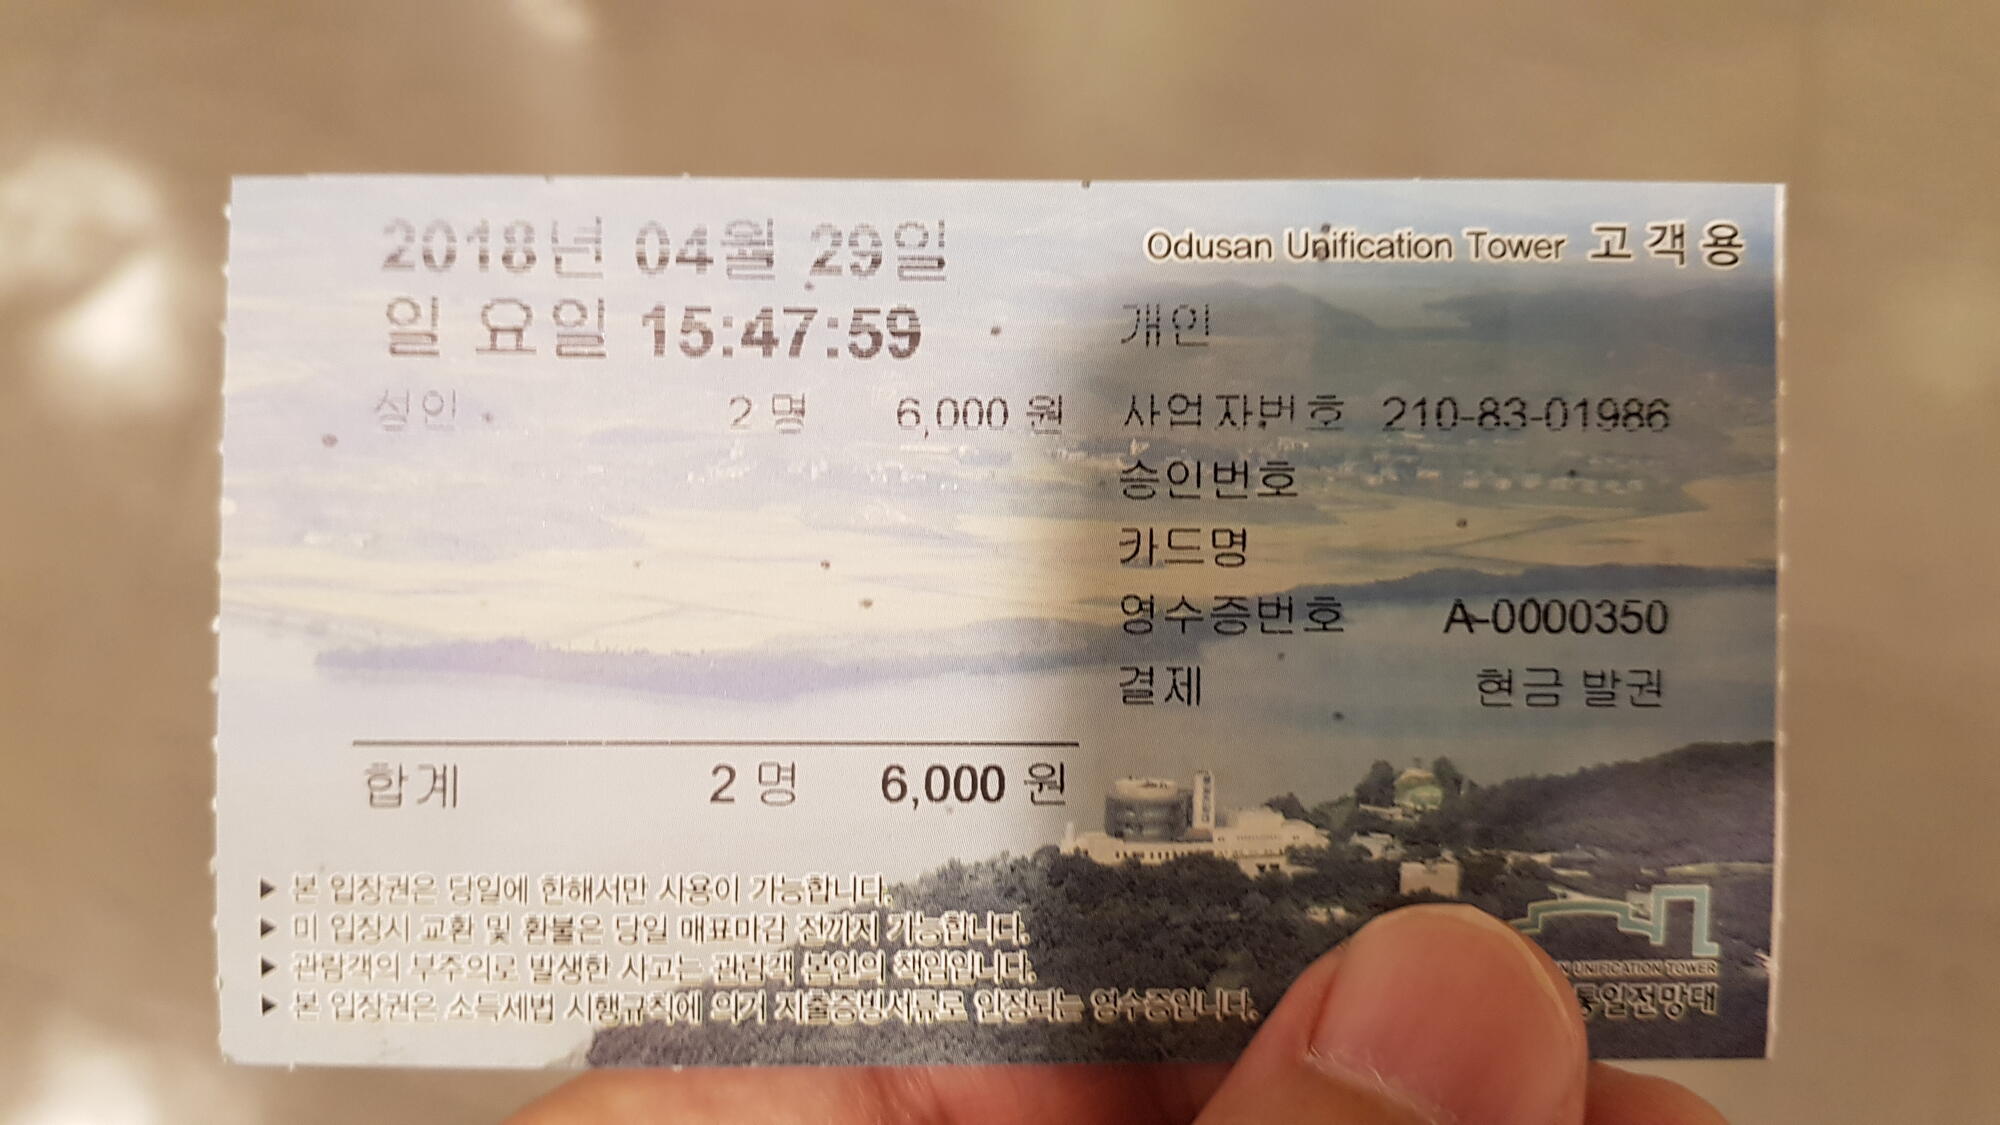 2018년 04월 29일
일 요일 15:47:59
성인 2 명 6,000 원
합계 2 명 6,000 원
Odusan Unification Tower 고객용
개인
사업자번호 210-83-01986
승인번호
카드명
영수증번호 A-0000350
결제 현금 발권
▶ 본 입장권은 당일에 한해서만 사용이 가능합니다.
▶ 미 입장시 교환 및 환불은 당일 매표마감 전까지 가능합니다.
▶ 관람객의 부주의로 발생한 사고는 관람객 본인의 책임입니다.
▶ 본 입장권은 소득세법 시행규칙에 의거 지출증빙서류로 인정되는 영수증입니다.
UNIFICATION TOWER
통일전망대